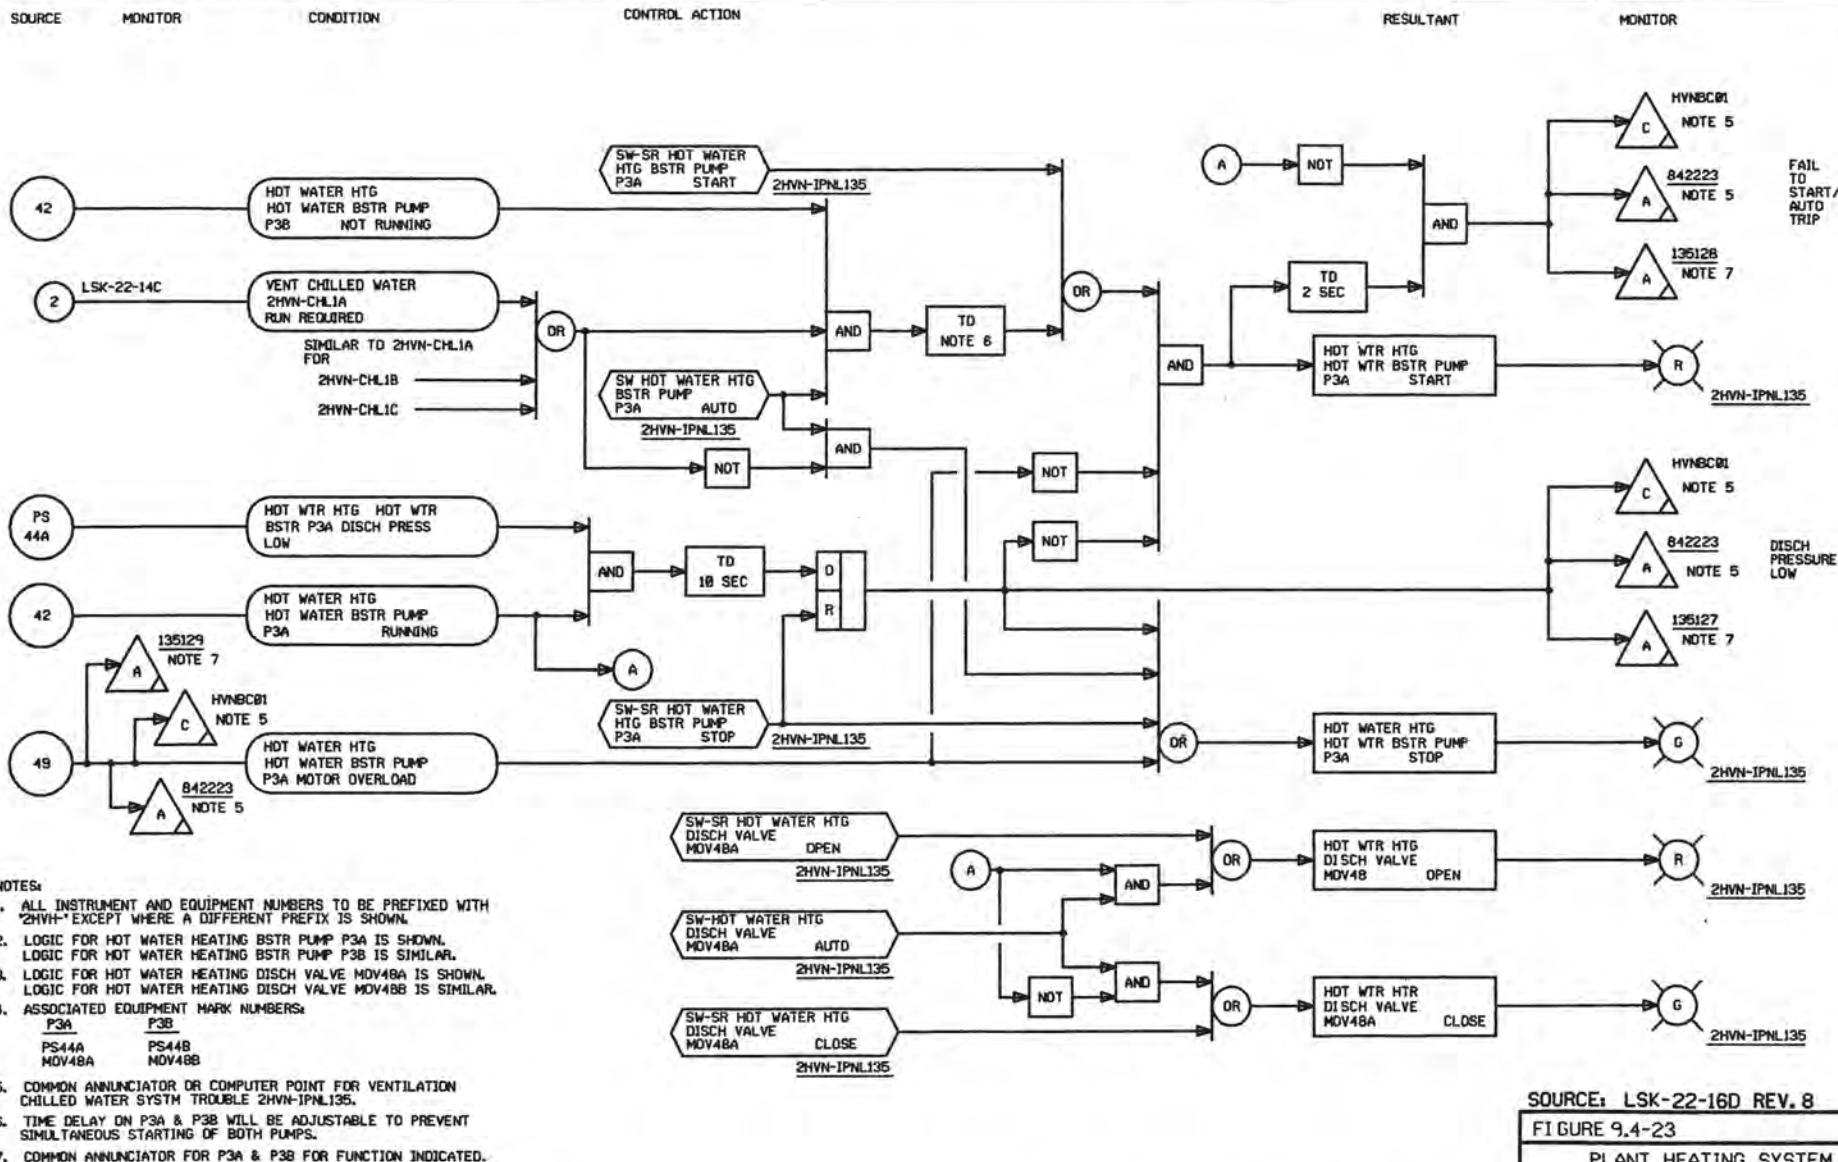 SOURCE MONITOR CONDITION CONTROL ACTION RESULTANT MONITOR
42
HOT WATER HTG
HOT WATER BSTR PUMP
P3B NOT RUNNING
2
LSK-22-14C
VENT CHILLED WATER
2HVN-CHL1A
RUN REQUIRED
SIMILAR TO 2HVN-CHL1A
FOR
2HVN-CHL1B
2HVN-CHL1C
OR
SW-SR HOT WATER
HTG BSTR PUMP
P3A START
2HVN-IPNL135
SW HOT WATER HTG
BSTR PUMP
P3A AUTO
2HVN-IPNL135
NOT
AND
AND
TD
NOTE 6
OR
AND
A
NOT
TD
2 SEC
AND
HVNBC01
C
NOTE 5
842223
A
NOTE 5
135128
A
NOTE 7
FAIL
TO
START/
AUTO
TRIP
HOT WTR HTG
HOT WTR BSTR PUMP
P3A START
R
2HVN-IPNL135
PS
44A
HOT WTR HTG HOT WTR
BSTR P3A DISCH PRESS
LOW
42
HOT WATER HTG
HOT WATER BSTR PUMP
P3A RUNNING
AND
TD
10 SEC
O
R
NOT
NOT
HVNBC01
C
NOTE 5
842223
A
NOTE 5
135127
A
NOTE 7
DISCH
PRESSURE
LOW
A
135129
A
NOTE 7
HVNBC01
C
NOTE 5
49
842223
A
NOTE 5
HOT WATER HTG
HOT WATER BSTR PUMP
P3A MOTOR OVERLOAD
SW-SR HOT WATER
HTG BSTR PUMP
P3A STOP
2HVN-IPNL135
OR
HOT WATER HTG
HOT WTR BSTR PUMP
P3A STOP
G
2HVN-IPNL135
SW-SR HOT WATER HTG
DISCH VALVE
MOV48A OPEN
2HVN-IPNL135
SW-HOT WATER HTG
DISCH VALVE
MOV48A AUTO
2HVN-IPNL135
SW-SR HOT WATER HTG
DISCH VALVE
MOV48A CLOSE
2HVN-IPNL135
A
NOT
AND
AND
OR
OR
HOT WTR HTG
DISCH VALVE
MOV48 OPEN
R
2HVN-IPNL135
HOT WTR HTR
DISCH VALVE
MOV48A CLOSE
G
2HVN-IPNL135
NOTES:
. ALL INSTRUMENT AND EQUIPMENT NUMBERS TO BE PREFIXED WITH
"2HVH-" EXCEPT WHERE A DIFFERENT PREFIX IS SHOWN.
2. LOGIC FOR HOT WATER HEATING BSTR PUMP P3A IS SHOWN.
LOGIC FOR HOT WATER HEATING BSTR PUMP P3B IS SIMILAR.
3. LOGIC FOR HOT WATER HEATING DISCH VALVE MOV48A IS SHOWN.
LOGIC FOR HOT WATER HEATING DISCH VALVE MOV48B IS SIMILAR.
4. ASSOCIATED EQUIPMENT MARK NUMBERS:
P3A P3B
PS44A PS44B
MOV48A MOV48B
5. COMMON ANNUNCIATOR OR COMPUTER POINT FOR VENTILATION
CHILLED WATER SYSTM TROUBLE 2HVN-IPNL135.
6. TIME DELAY ON P3A & P3B WILL BE ADJUSTABLE TO PREVENT
SIMULTANEOUS STARTING OF BOTH PUMPS.
7. COMMON ANNUNCIATOR FOR P3A & P3B FOR FUNCTION INDICATED.
SOURCE: LSK-22-16D REV. 8
FIGURE 9.4-23
PLANT HEATING SYSTEM